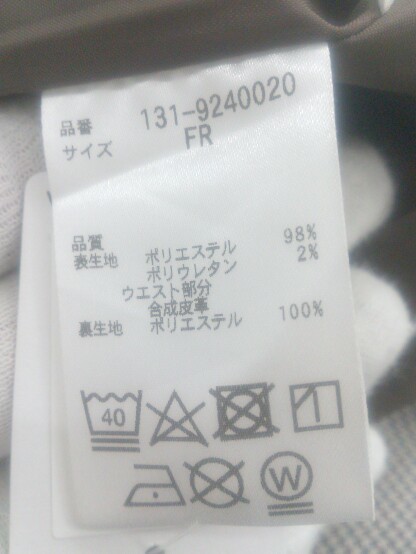 品番 131-9240020
サイズ FR
品質
表生地 ポリエステル 98%
ポリウレタン 2%
ウエスト部分
合成皮革
裏生地 ポリエステル 100%
40
W